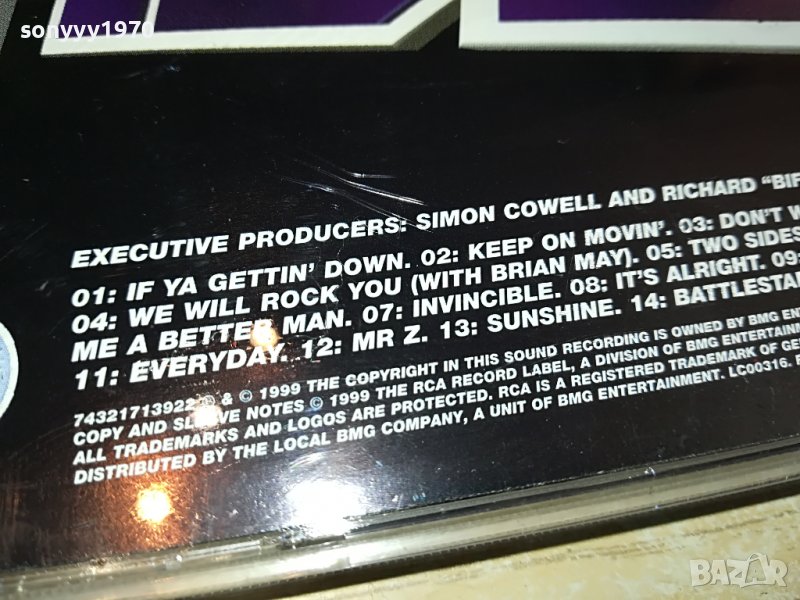 sonyyy1970
EXECUTIVE PRODUCERS: SIMON COWELL AND RICHARD "BIF
01: IF YA GETTIN' DOWN. 02: KEEP ON MOVIN'. 03: DON'T W
04: WE WILL ROCK YOU (WITH BRIAN MAY). 05: TWO SIDES
ME A BETTER MAN. 07: INVINCIBLE. 08: IT'S ALRIGHT. 09:
11: EVERYDAY. 12: MR Z. 13: SUNSHINE. 14: BATTLESTA
74321713922 ℗ & © 1999 THE COPYRIGHT IN THIS SOUND RECORDING IS OWNED BY BMG EN
COPY AND SLEEVE NOTES © 1999 THE RCA RECORD LABEL, A DIVISION OF BMG ENTERTAINM
ALL TRADEMARKS AND LOGOS ARE PROTECTED. RCA IS A REGISTERED TRADEMARK OF GE
DISTRIBUTED BY THE LOCAL BMG COMPANY, A UNIT OF BMG ENTERTAINMENT. LC00316.
BAZAR